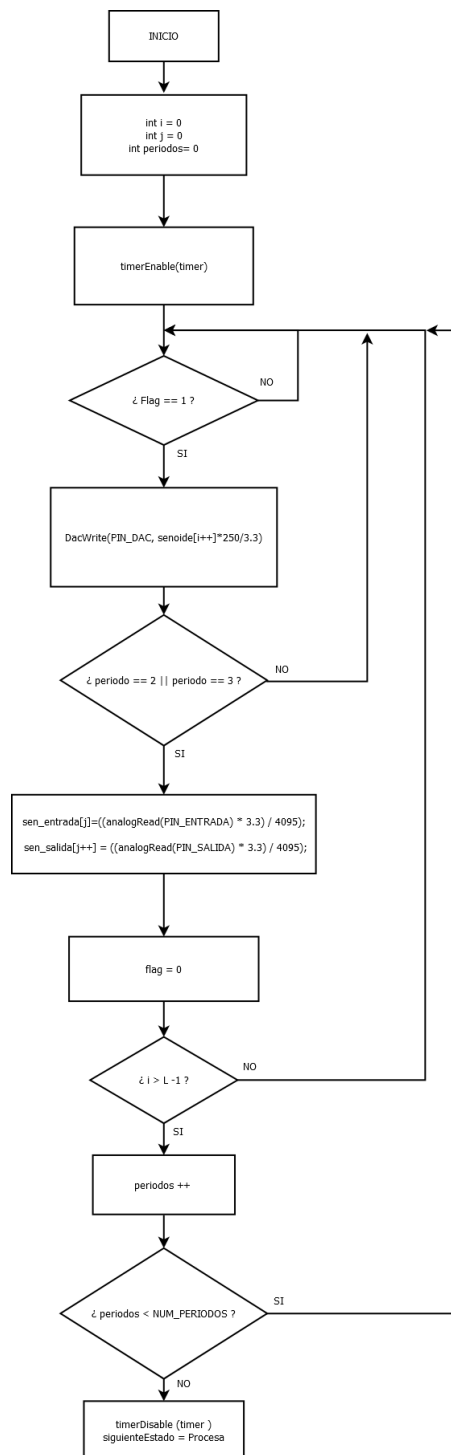 INICIO
int i = 0
int j = 0
int periodos= 0
timerEnable(timer)
¿ Flag == 1 ?
NO
SI
DacWrite(PIN_DAC, senoide[i++]*250/3.3)
¿ periodo == 2 || periodo == 3 ?
NO
SI
sen_entrada[j]=((analogRead(PIN_ENTRADA) * 3.3) / 4095);
sen_salida[j++] = ((analogRead(PIN_SALIDA) * 3.3) / 4095);
flag = 0
¿ i > L -1 ?
NO
SI
periodos ++
¿ periodos < NUM_PERIODOS ?
SI
NO
timerDisable (timer )
siguienteEstado = Procesa